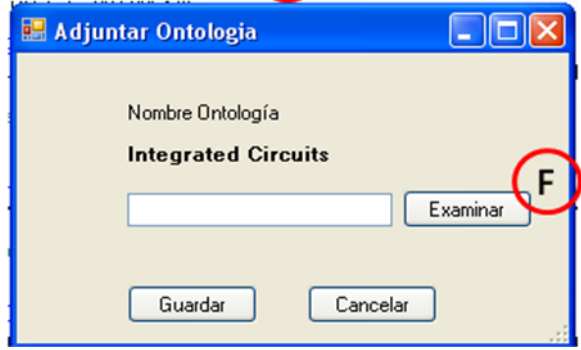 Adjuntar Ontologia
Nombre Ontología
Integrated Circuits
Examinar
F
Guardar
Cancelar